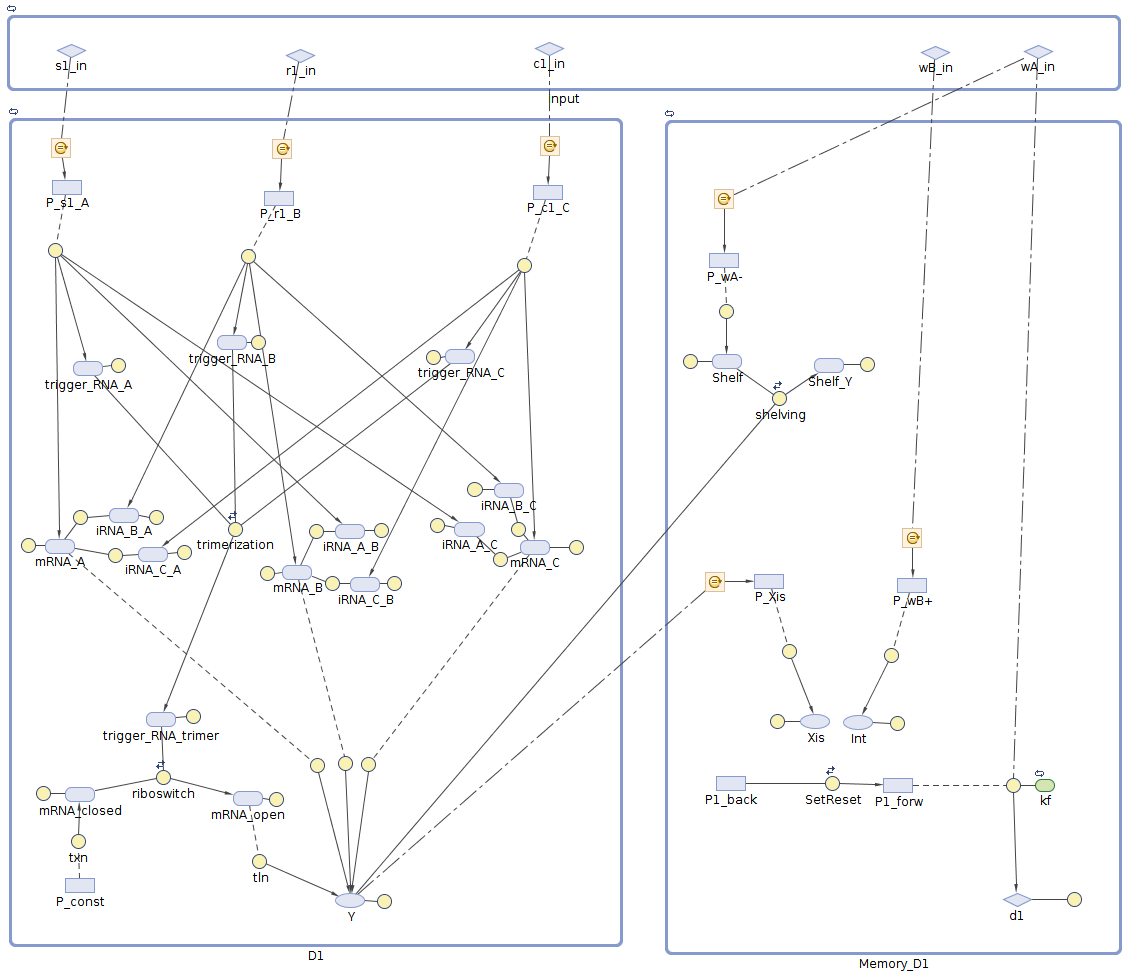 s1_in
r1_in
c1_in
wB_in
wA_in
nput
P_s1_A
P_r1_B
P_c1_C
P_wA-
trigger_RNA_A
trigger_RNA_B
trigger_RNA_C
Shelf
Shelf_Y
shelving
iRNA_B_A
trimerization
iRNA_A_B
iRNA_A_C
iRNA_B_C
mRNA_A
iRNA_C_A
mRNA_B
iRNA_C_B
mRNA_C
P_Xis
P_wB+
trigger_RNA_trimer
Xis
Int
riboswitch
mRNA_closed
mRNA_open
P1_back
SetReset
P1_forw
kf
txn
tln
P_const
Y
d1
D1
Memory_D1